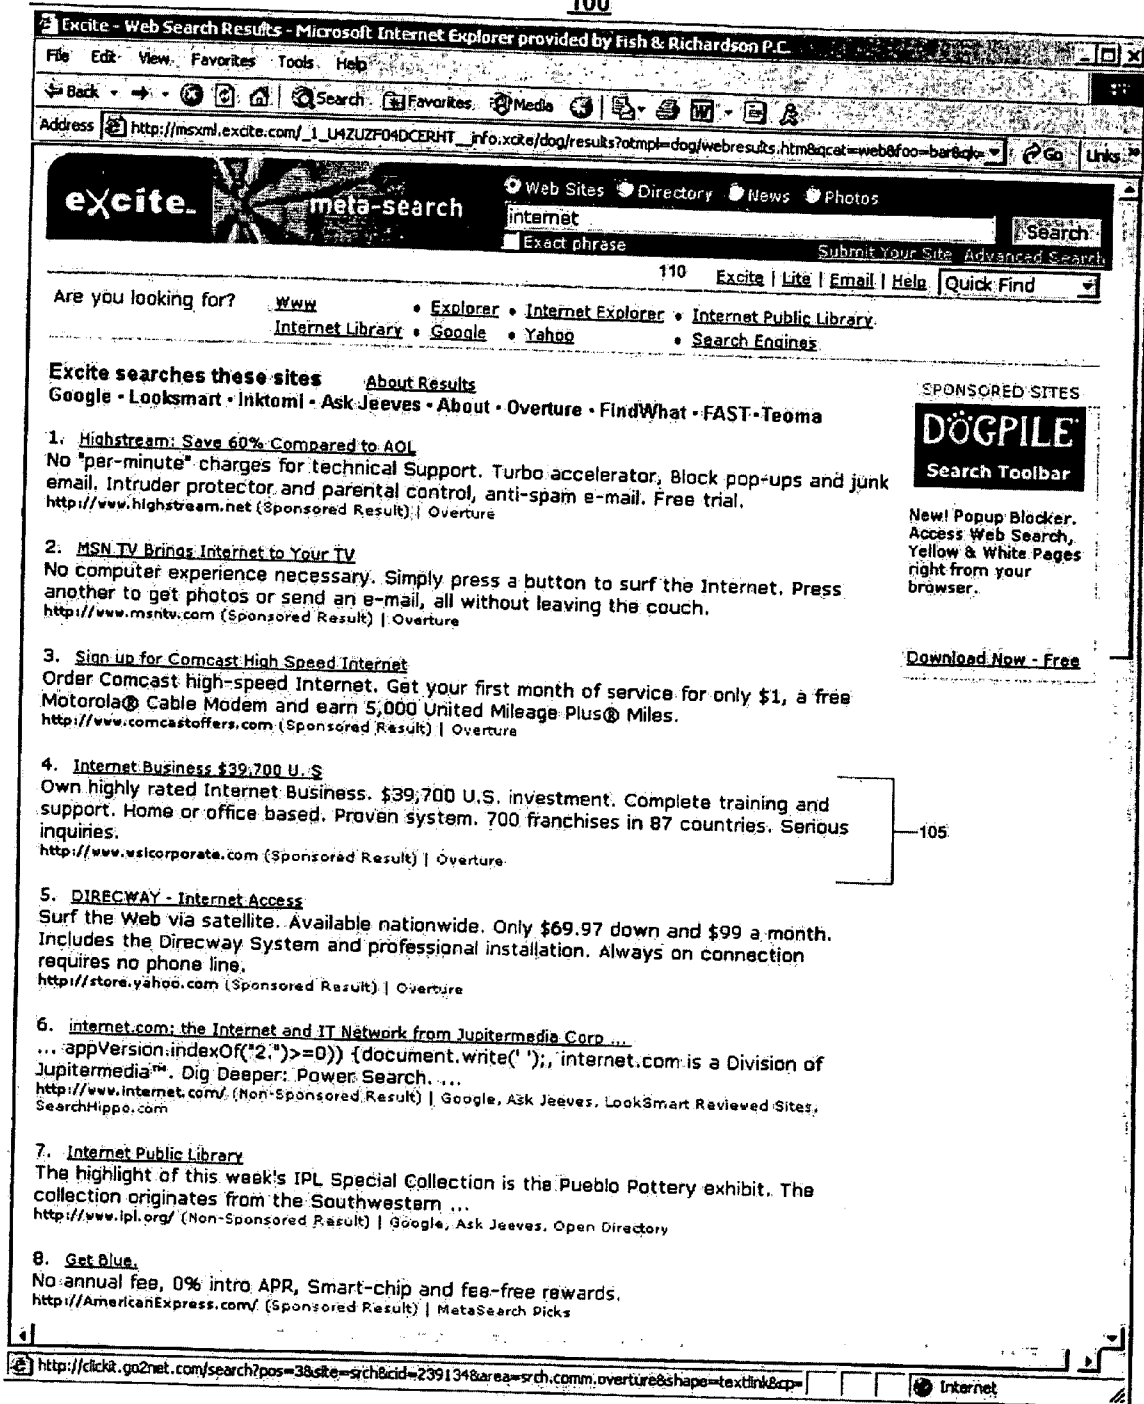 100
Excite - Web Search Results - Microsoft Internet Explorer provided by Fish & Richardson P.C.
File Edit View Favorites Tools Help
Back Search Favorites Media
Address http://msxml.excite.com/_1_U4ZUZF04DCERHT__info.xcite/dog/results?otmpl=dog/webresults.htm&qcat=web&foo=bar&qk= Go Links
excite meta-search
Web Sites Directory News Photos
internet Search
Exact phrase
Submit Your Site Advanced Search
110 Excite | Lite | Email | Help Quick Find
Are you looking for? Www • Explorer • Internet Explorer • Internet Public Library
Internet Library • Google • Yahoo • Search Engines
Excite searches these sites About Results
Google • Looksmart • Inktomi • Ask Jeeves • About • Overture • FindWhat • FAST • Teoma
1. Highstream: Save 60% Compared to AOL
No "per-minute" charges for technical Support. Turbo accelerator, Block pop-ups and junk
email. Intruder protector and parental control, anti-spam e-mail. Free trial.
http://www.highstream.net (Sponsored Result) | Overture
2. MSN TV Brings Internet to Your TV
No computer experience necessary. Simply press a button to surf the Internet. Press
another to get photos or send an e-mail, all without leaving the couch.
http://www.msntv.com (Sponsored Result) | Overture
3. Sign up for Comcast High Speed Internet
Order Comcast high-speed Internet. Get your first month of service for only $1, a free
Motorola® Cable Modem and earn 5,000 United Mileage Plus® Miles.
http://www.comcastoffers.com (Sponsored Result) | Overture
4. Internet Business $39,700 U. S
Own highly rated Internet Business. $39,700 U.S. investment. Complete training and
support. Home or office based. Proven system. 700 franchises in 87 countries. Serious
inquiries.
http://www.wsicorporate.com (Sponsored Result) | Overture
105
5. DIRECWAY - Internet Access
Surf the Web via satellite. Available nationwide. Only $69.97 down and $99 a month.
Includes the Direcway System and professional installation. Always on connection
requires no phone line.
http://store.yahoo.com (Sponsored Result) | Overture
6. internet.com: the Internet and IT Network from Jupitermedia Corp ...
... appVersion.indexOf("2.")>=0)) {document.write(' ');, internet.com is a Division of
Jupitermedia™. Dig Deeper: Power Search. ...
http://www.internet.com/ (Non-Sponsored Result) | Google, Ask Jeeves, LookSmart Reviewed Sites,
SearchHippo.com
7. Internet Public Library
The highlight of this week's IPL Special Collection is the Pueblo Pottery exhibit. The
collection originates from the Southwestern ...
http://www.ipl.org/ (Non-Sponsored Result) | Google, Ask Jeeves, Open Directory
8. Get Blue.
No annual fee, 0% intro APR, Smart-chip and fee-free rewards.
http://AmericanExpress.com/ (Sponsored Result) | MetaSearch Picks
SPONSORED SITES
DOGPILE
Search Toolbar
New! Popup Blocker.
Access Web Search,
Yellow & White Pages
right from your
browser.
Download Now - Free
http://clickit.go2net.com/search?pos=3&site=srch&cid=239134&area=srch.comm.overture&shape=textlink&cp= Internet